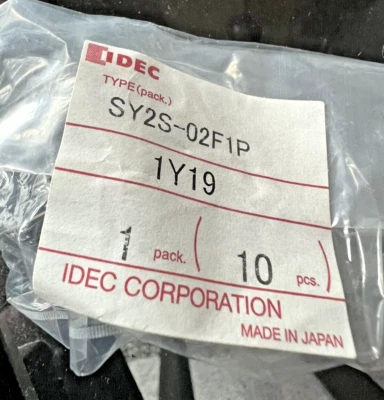 IDEC
TYPE(pack.)
SY2S-02F1P
1Y19
1 pack. ( 10 pcs. )
IDEC CORPORATION
MADE IN JAPAN